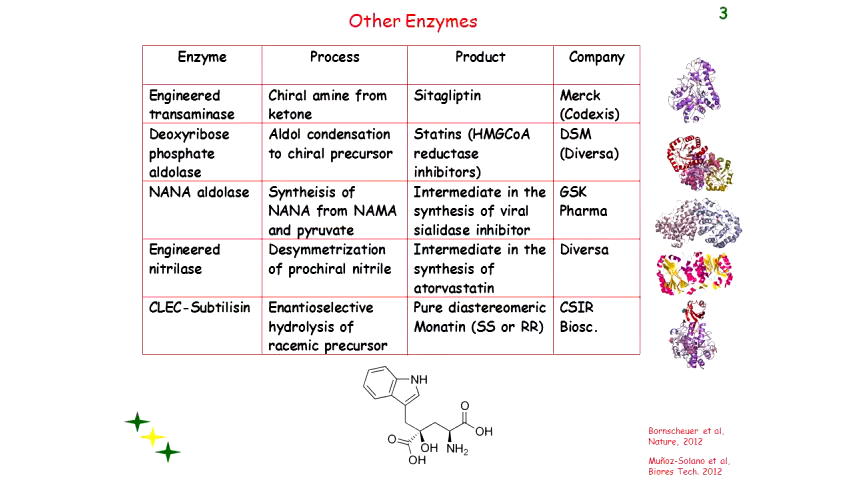 Other Enzymes
3
Enzyme Process Product Company
Engineered Chiral amine from Sitagliptin Merck
transaminase ketone (Codexis)
Deoxyribose Aldol condensation Statins (HMGCoA DSM
phosphate to chiral precursor reductase (Diversa)
aldolase inhibitors)
NANA aldolase Syntheisis of Intermediate in the GSK
NANA from NAMA synthesis of viral Pharma
and pyruvate sialidase inhibitor
Engineered Desymmetrization Intermediate in the Diversa
nitrilase of prochiral nitrile synthesis of
atorvastatin
CLEC-Subtilisin Enantioselective Pure diastereomeric CSIR
hydrolysis of Monatin (SS or RR) Biosc.
racemic precursor
NH
O
OH
O
OH NH2
OH
Bornscheuer et al,
Nature, 2012
Muñoz-Solano et al,
Biores Tech. 2012